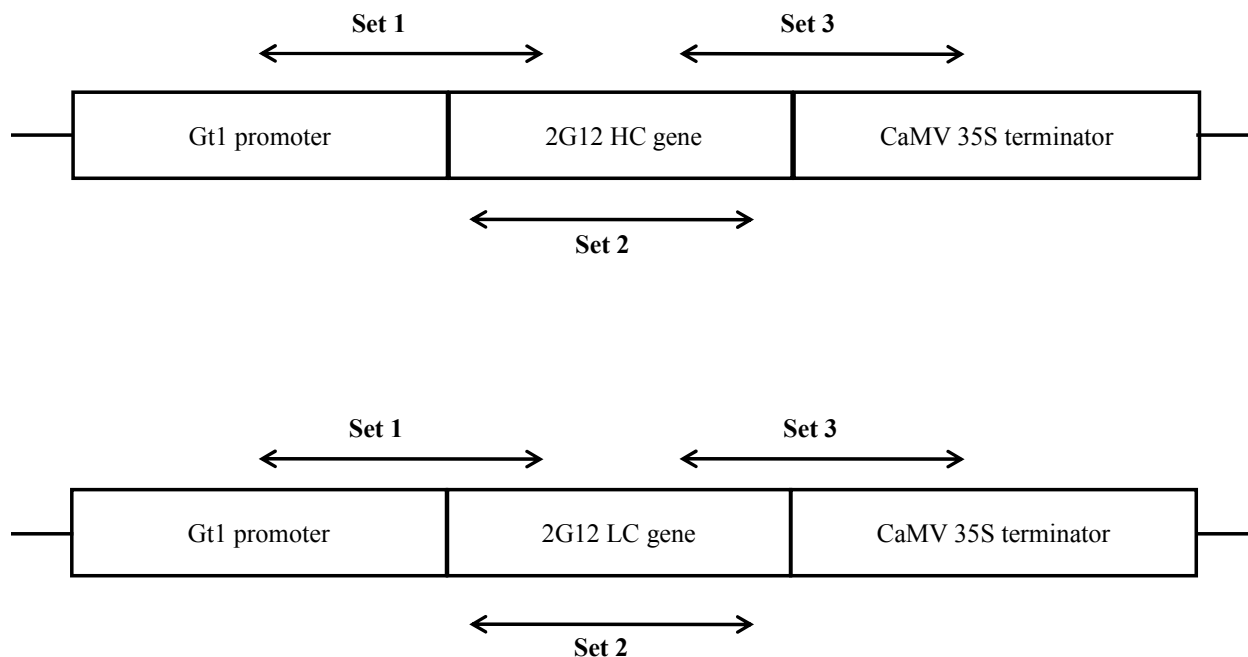 Set 1
Set 3
Gt1 promoter
2G12 HC gene
CaMV 35S terminator
Set 2
Set 1
Set 3
Gt1 promoter
2G12 LC gene
CaMV 35S terminator
Set 2